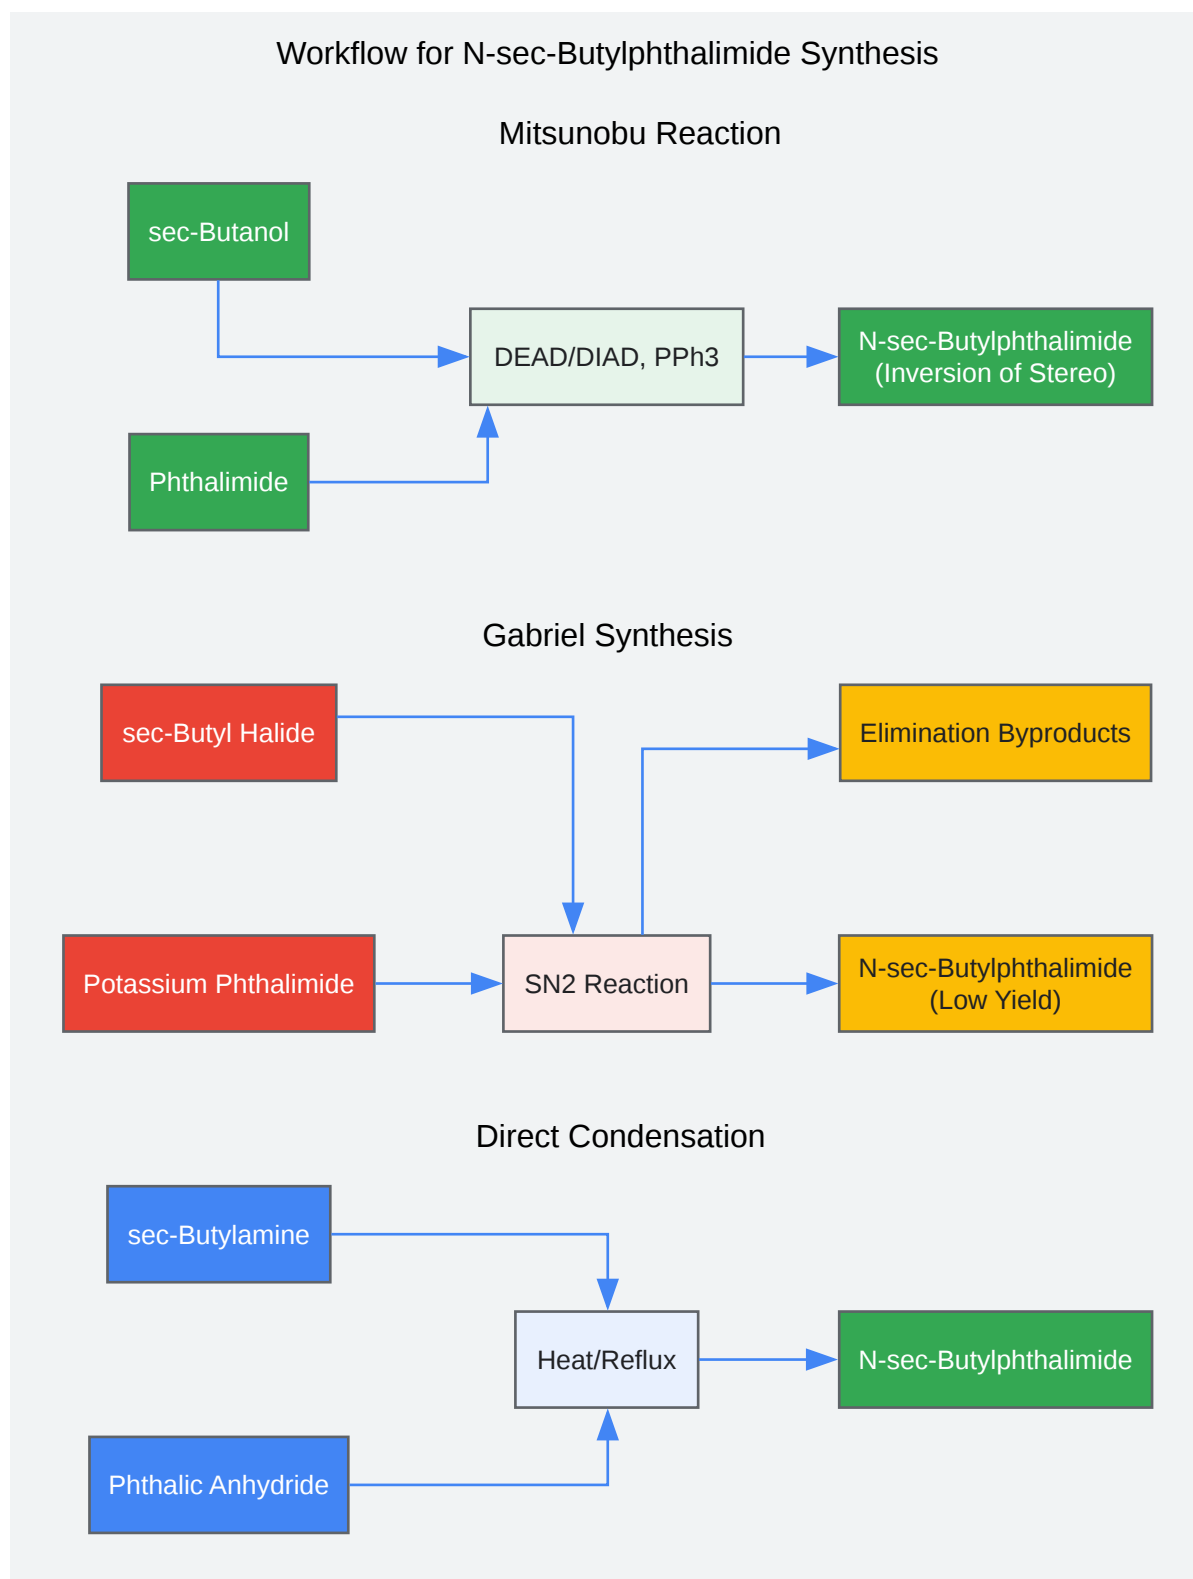 Workflow for N-sec-Butylphthalimide Synthesis
Mitsunobu Reaction
sec-Butanol
DEAD/DIAD, PPh3
N-sec-Butylphthalimide
(Inversion of Stereo)
Phthalimide
Gabriel Synthesis
sec-Butyl Halide
Elimination Byproducts
Potassium Phthalimide
SN2 Reaction
N-sec-Butylphthalimide
(Low Yield)
Direct Condensation
sec-Butylamine
Heat/Reflux
N-sec-Butylphthalimide
Phthalic Anhydride